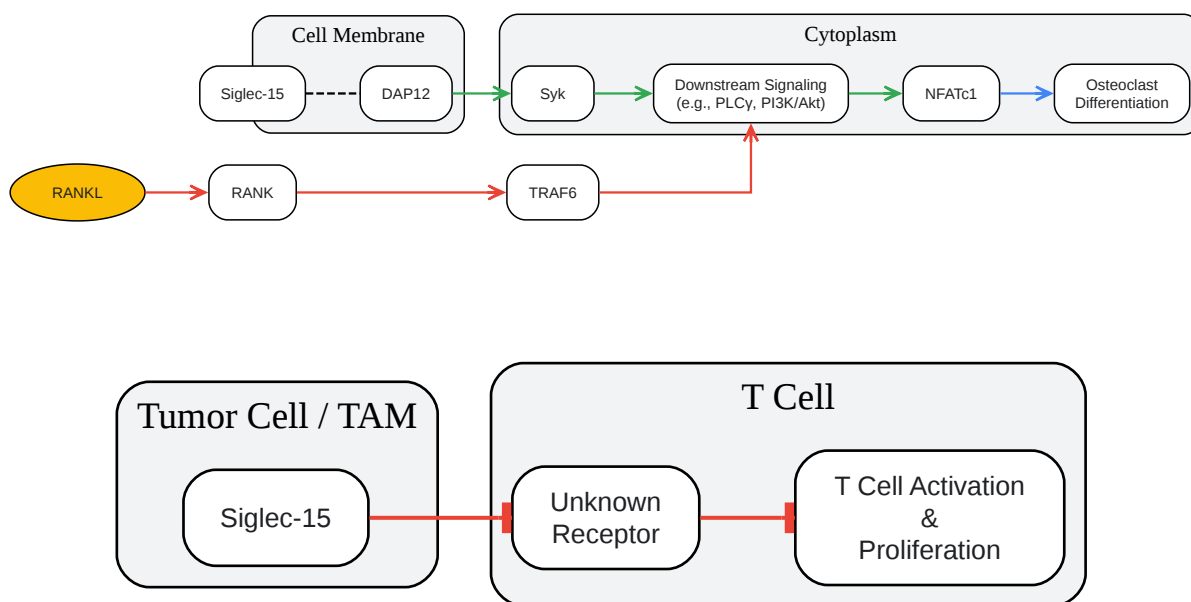 Cell Membrane
Cytoplasm
Siglec-15
DAP12
Syk
Downstream Signaling
(e.g., PLCγ, PI3K/Akt)
NFATc1
Osteoclast
Differentiation
RANKL
RANK
TRAF6
Tumor Cell / TAM
T Cell
Siglec-15
Unknown
Receptor
T Cell Activation
&
Proliferation